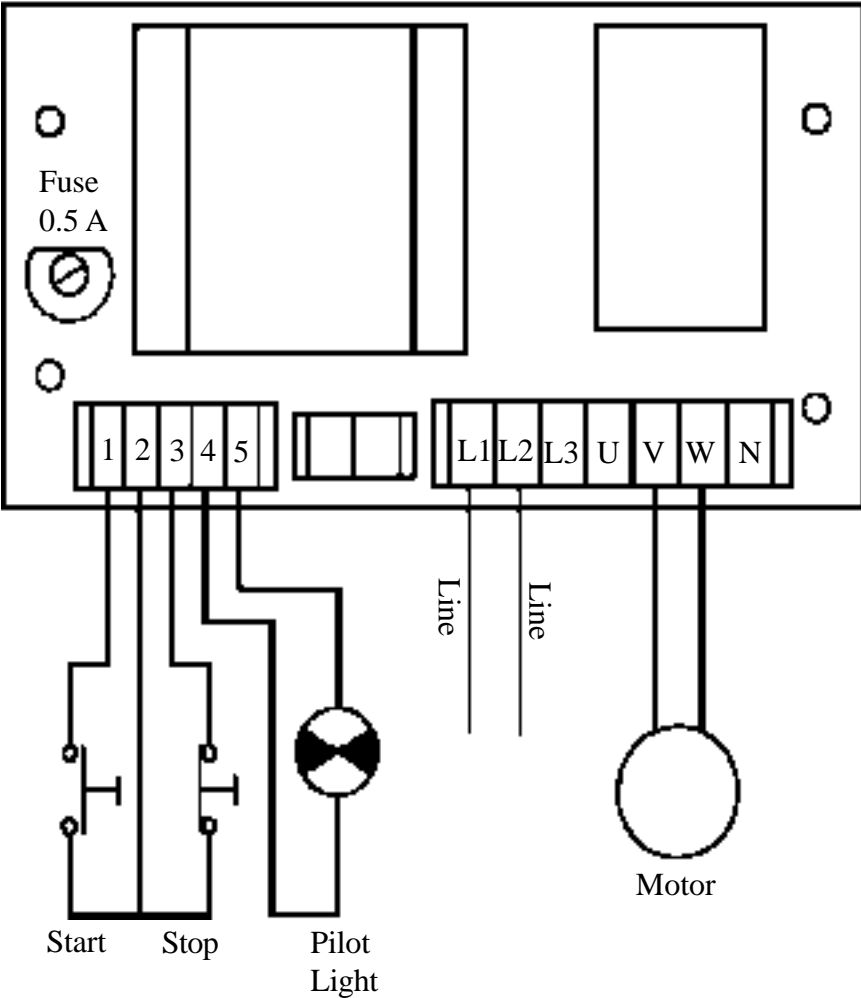 Fuse
0.5 A
1 2 3 4 5
L1 L2 L3 U V W N
Line
Line
Motor
Start
Stop
Pilot
Light